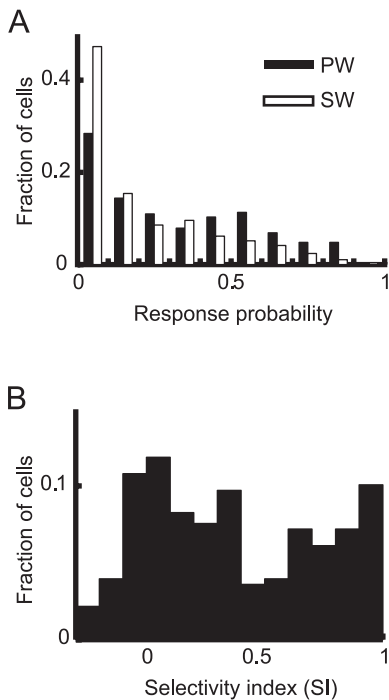 A
Fraction of cells
0.4
0.2
0
PW
SW
0
0.5
1
Response probability
B
Fraction of cells
0.1
0
0
0.5
1
Selectivity index (SI)